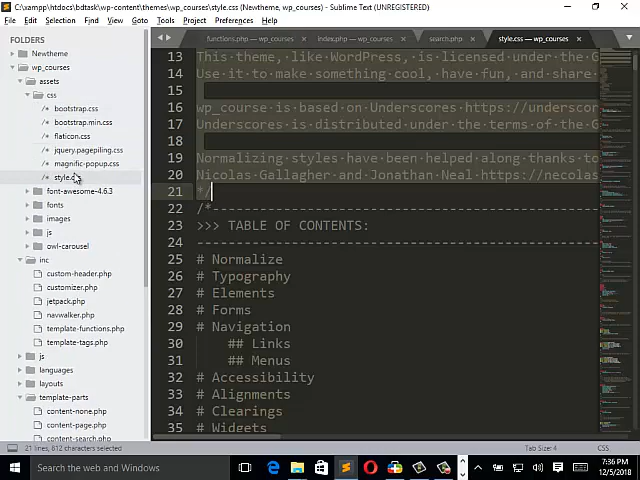 C:\xampp\htdocs\bdtask\wp-content\themes\wp_courses\style.css (Newtheme, wp_courses) - Sublime Text (UNREGISTERED)
File Edit Selection Find View Goto Tools Project Preferences Help
FOLDERS
Newtheme
wp_courses
assets
css
bootstrap.css
bootstrap.min.css
flaticon.css
jquery.pagepiling.css
magnific-popup.css
style.css
font-awesome-4.6.3
fonts
images
js
owl-carousel
inc
custom-header.php
customizer.php
jetpack.php
navwalker.php
template-functions.php
template-tags.php
js
languages
layouts
template-parts
content-none.php
content-page.php
content-search.php
functions.php — wp_courses
index.php — wp_courses
search.php
style.css — wp_courses
13 This theme, like WordPress, is licensed under the G
14 Use it to make something cool, have fun, and share
15
16 wp_course is based on Underscores https://underscor
17 Underscores is distributed under the terms of the G
18
19 Normalizing styles have been helped along thanks to
20 Nicolas Gallagher and Jonathan Neal https://necolas
21 */
22 /*--------------------------------------------------
23 >>> TABLE OF CONTENTS:
24 --------------------------------------------------
25 # Normalize
26 # Typography
27 # Elements
28 # Forms
29 # Navigation
30 ## Links
31 ## Menus
32 # Accessibility
33 # Alignments
34 # Clearings
35 # Widgets
21 lines, 812 characters selected
Tab Size: 4
CSS
Search the web and Windows
7:36 PM
12/5/2018